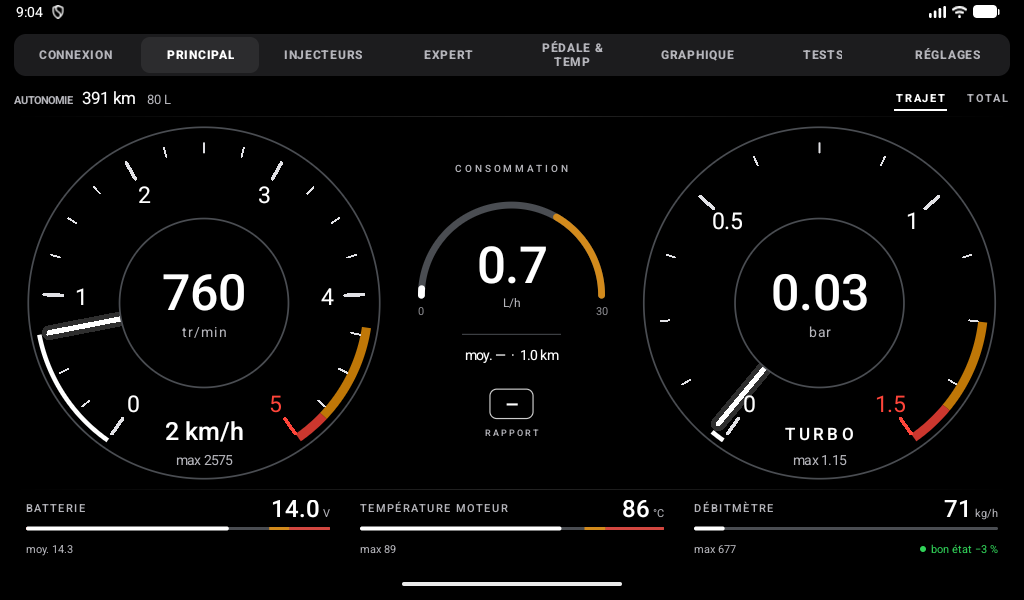 9:04
CONNEXION
PRINCIPAL
INJECTEURS
EXPERT
PÉDALE &
TEMP
GRAPHIQUE
TESTS
RÉGLAGES
AUTONOMIE 391 km 80 L
TRAJET TOTAL
0
1
2
3
4
5
760
tr/min
2 km/h
max 2575
CONSOMMATION
0.7
L/h
0
30
moy. — · 1.0 km
–
RAPPORT
0
0.5
1
1.5
0.03
bar
TURBO
max 1.15
BATTERIE 14.0 V
moy. 14.3
TEMPÉRATURE MOTEUR 86 °C
max 89
DÉBITMÈTRE 71 kg/h
max 677
bon état −3 %